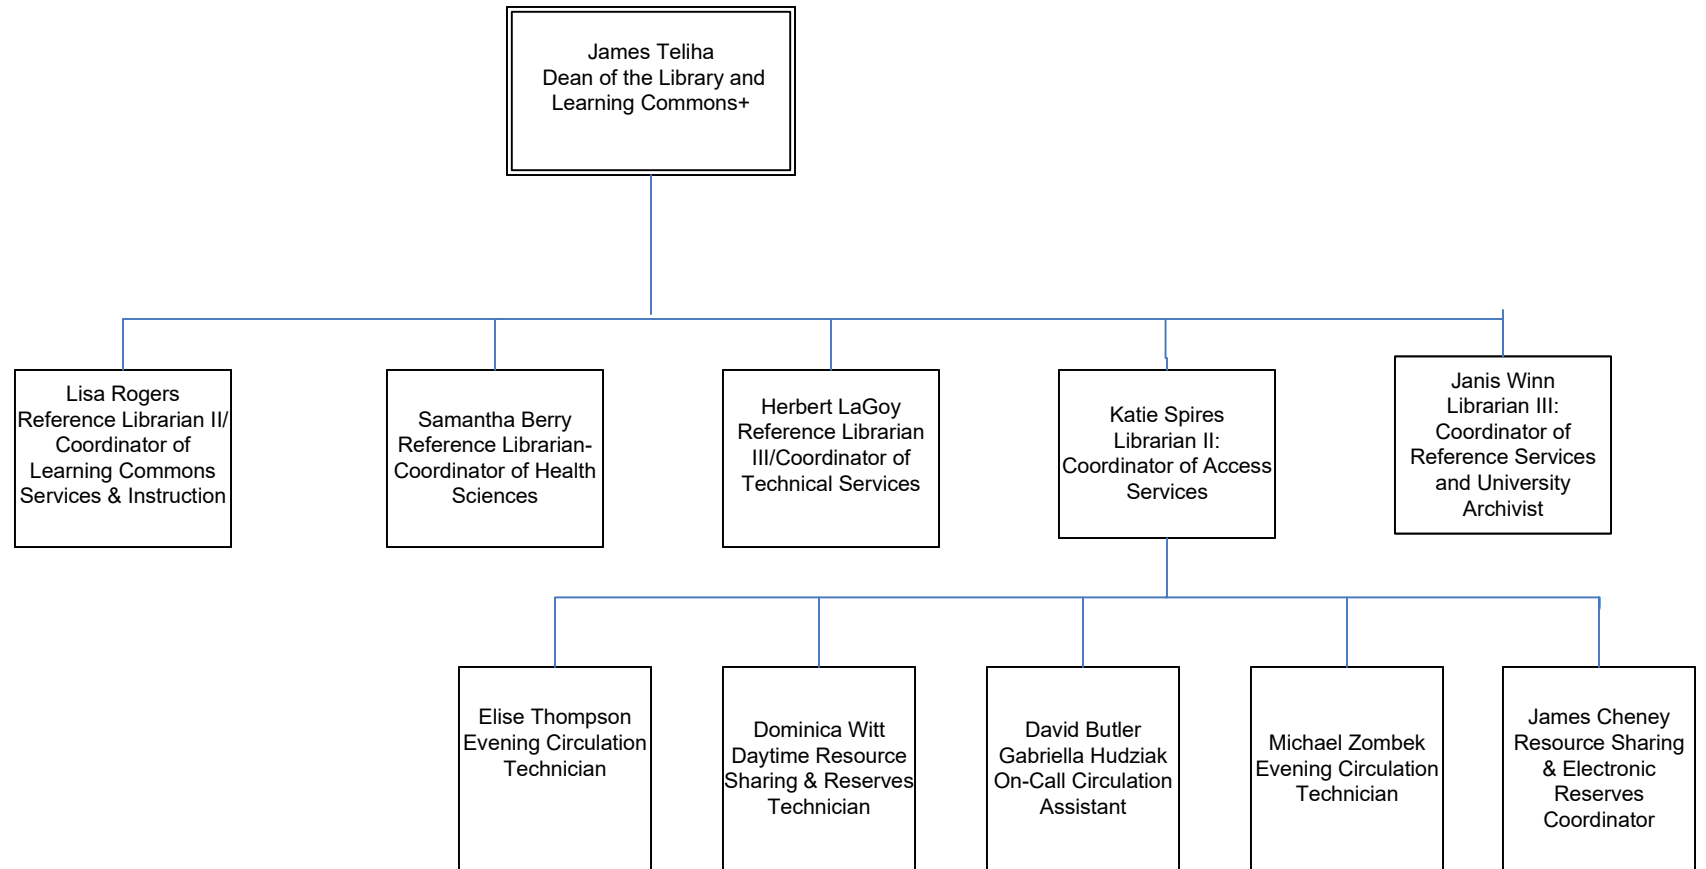 James Teliha
Dean of the Library and
Learning Commons+
Lisa Rogers
Reference Librarian II/
Coordinator of
Learning Commons
Services & Instruction
Samantha Berry
Reference Librarian-
Coordinator of Health
Sciences
Herbert LaGoy
Reference Librarian
III/Coordinator of
Technical Services
Katie Spires
Librarian II:
Coordinator of Access
Services
Janis Winn
Librarian III:
Coordinator of
Reference Services
and University
Archivist
Elise Thompson
Evening Circulation
Technician
Dominica Witt
Daytime Resource
Sharing & Reserves
Technician
David Butler
Gabriella Hudziak
On-Call Circulation
Assistant
Michael Zombek
Evening Circulation
Technician
James Cheney
Resource Sharing
& Electronic
Reserves
Coordinator